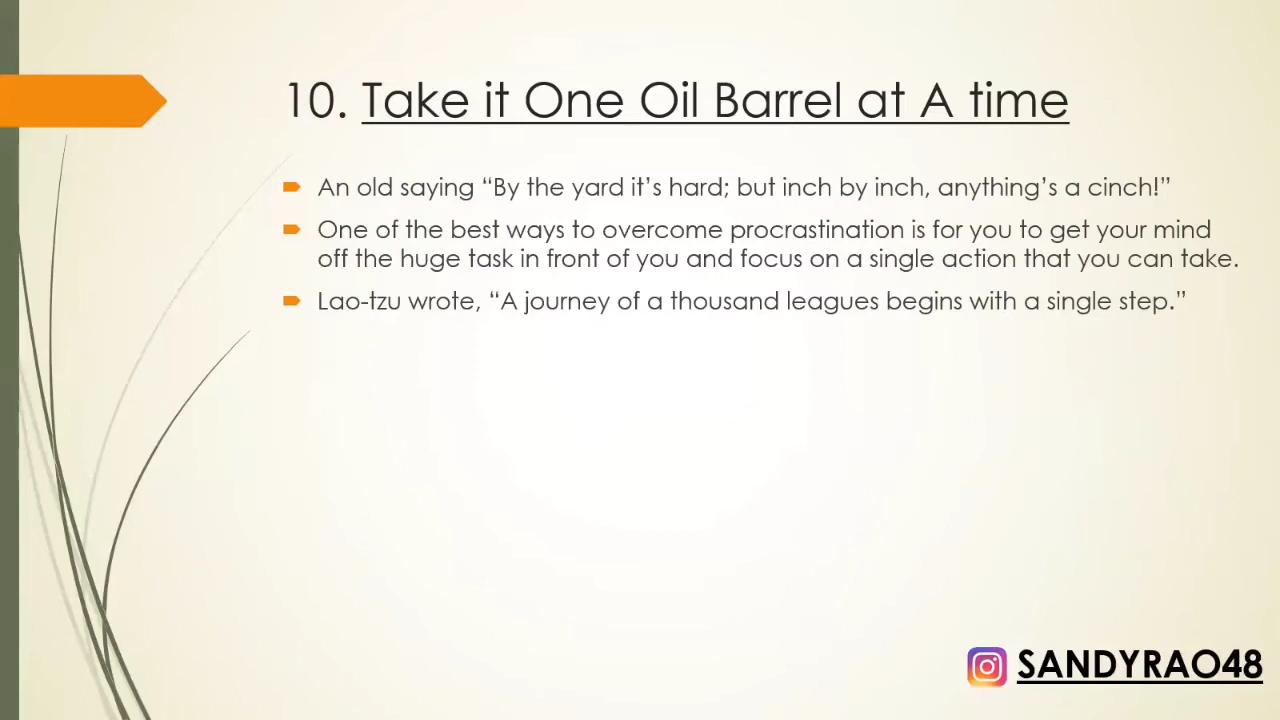 10. Take it One Oil Barrel at A time
An old saying “By the yard it’s hard; but inch by inch, anything’s a cinch!”
One of the best ways to overcome procrastination is for you to get your mind
off the huge task in front of you and focus on a single action that you can take.
Lao-tzu wrote, “A journey of a thousand leagues begins with a single step.”
SANDYRAO48